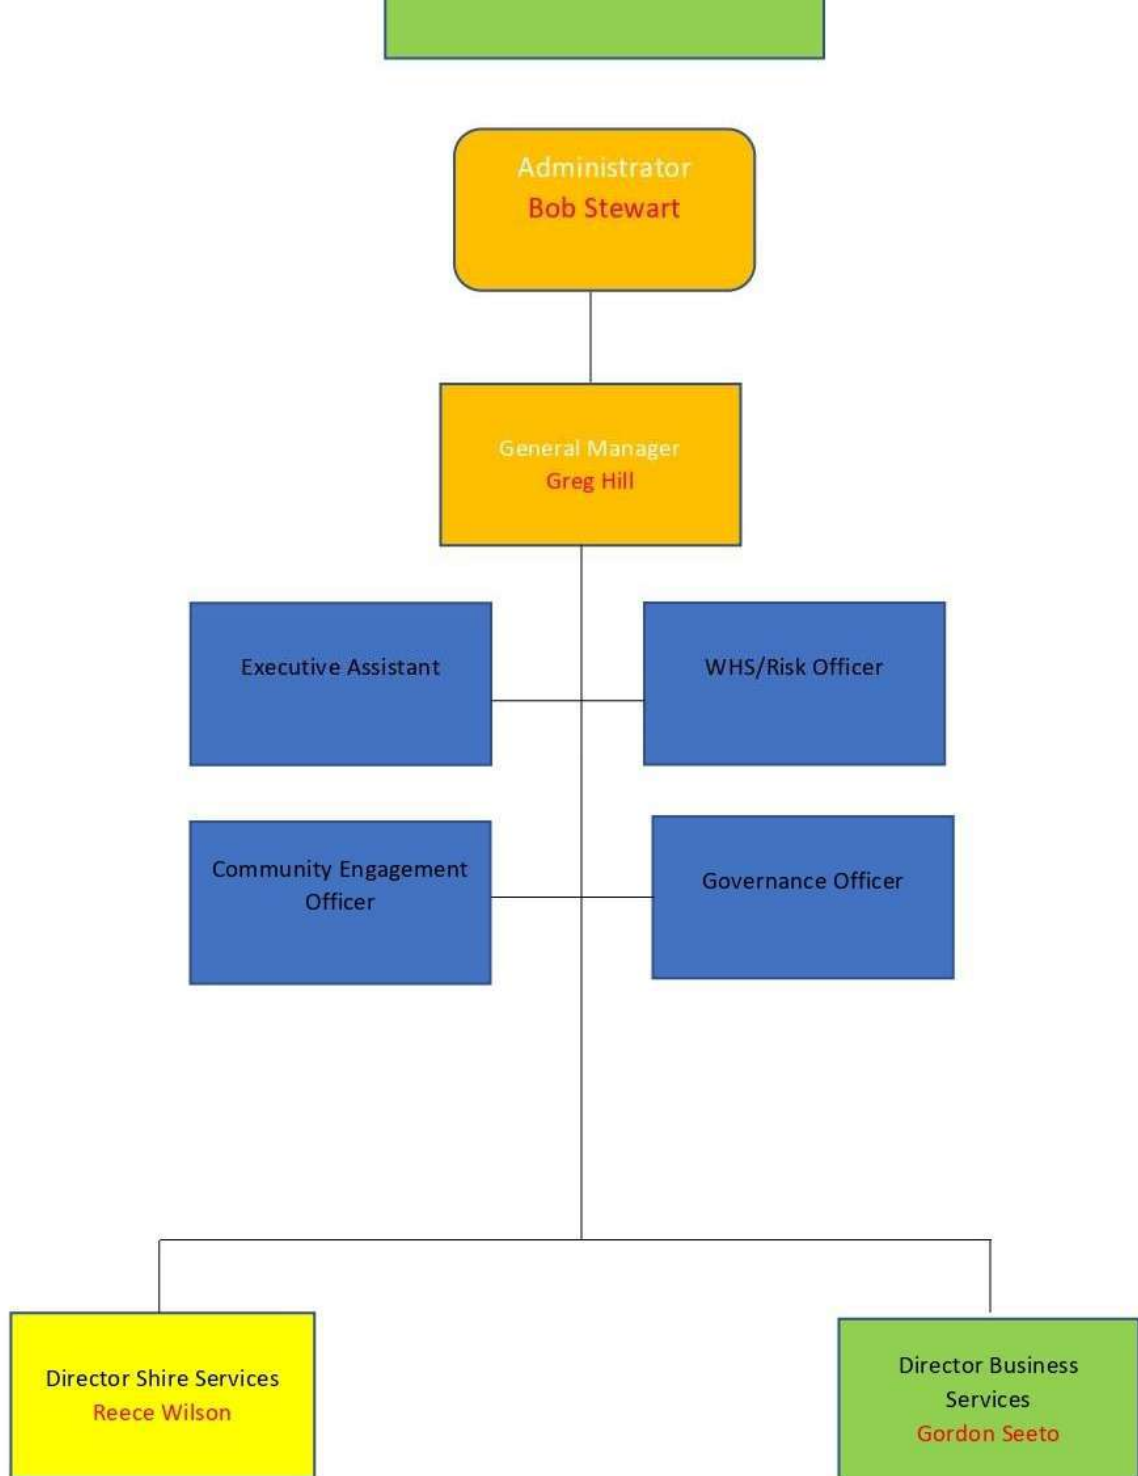 Administrator
Bob Stewart
General Manager
Greg Hill
Executive Assistant
WHS/Risk Officer
Community Engagement
Officer
Governance Officer
Director Shire Services
Reece Wilson
Director Business
Services
Gordon Seeto